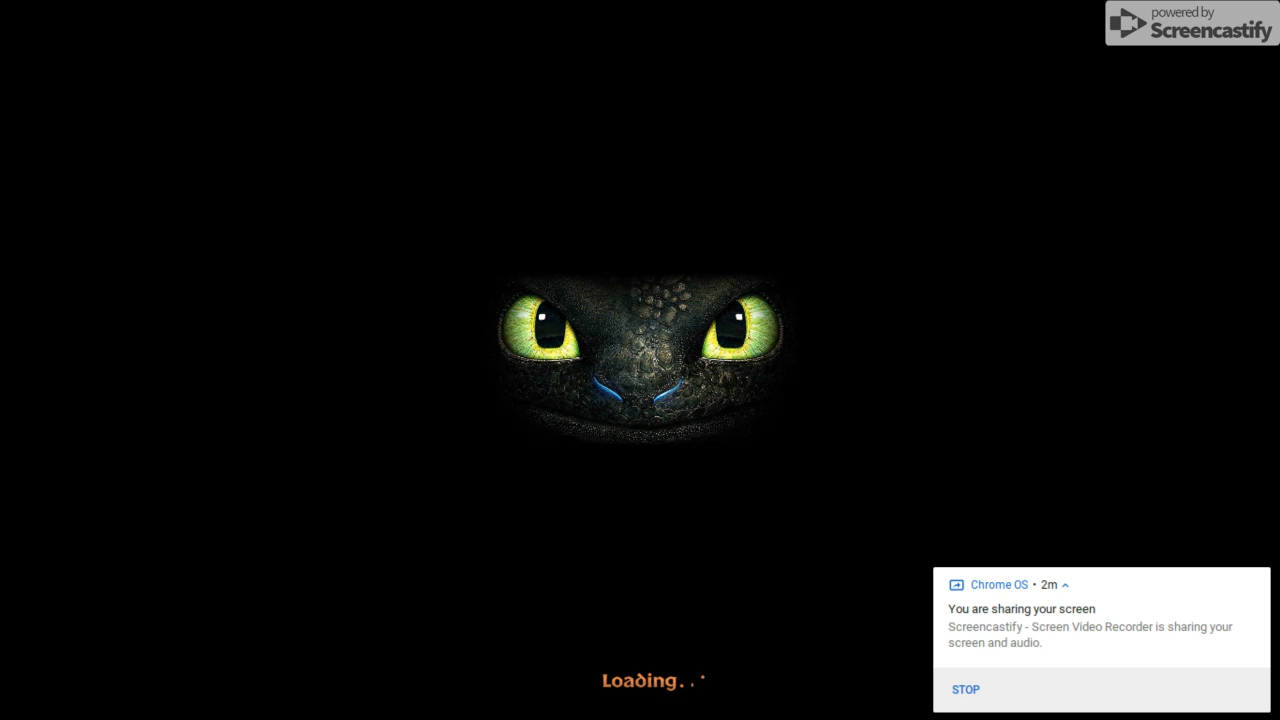 powered by
Screencastify
Chrome OS • 2m
You are sharing your screen
Screencastify - Screen Video Recorder is sharing your
screen and audio.
STOP
Loading...